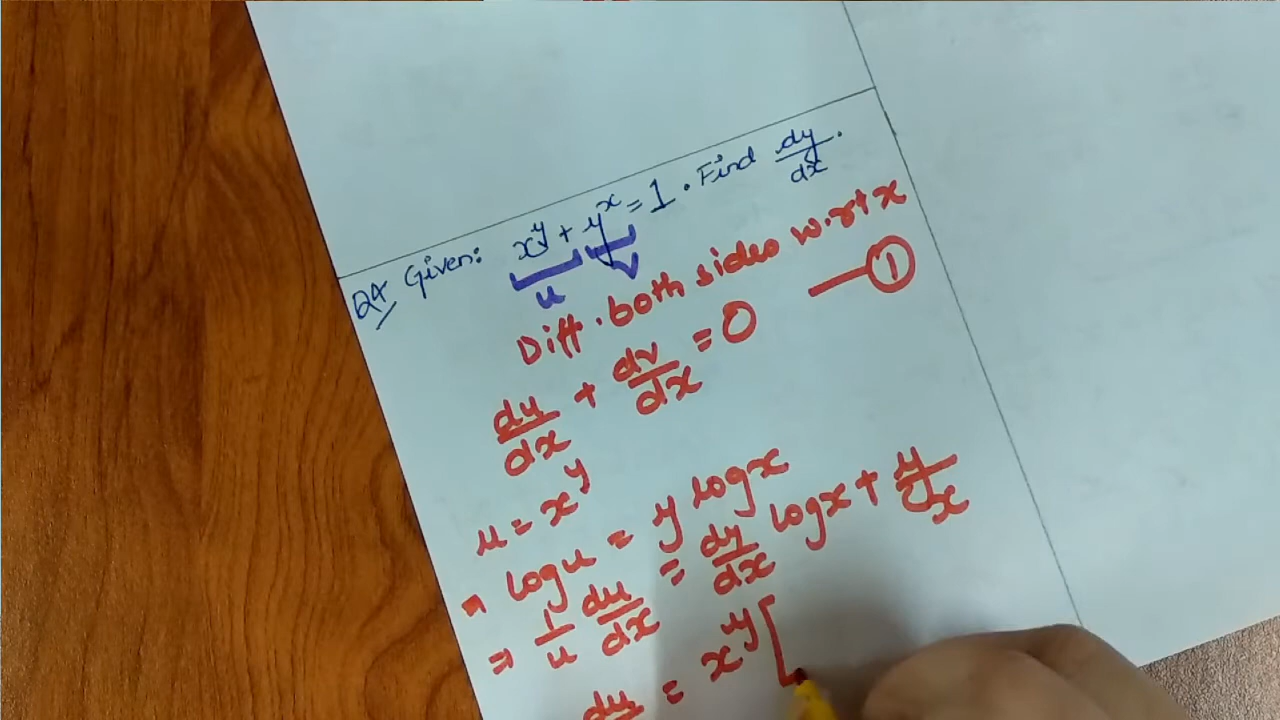 Q4 Given: x^y + y^x = 1. Find dy/dx.
u v
Diff. both sides w.r.t x
du/dx + dv/dx = 0 — ①
u = x^y
⇒ log u = y log x
⇒ 1/u du/dx = dy/dx log x + y/x
du = x^y [